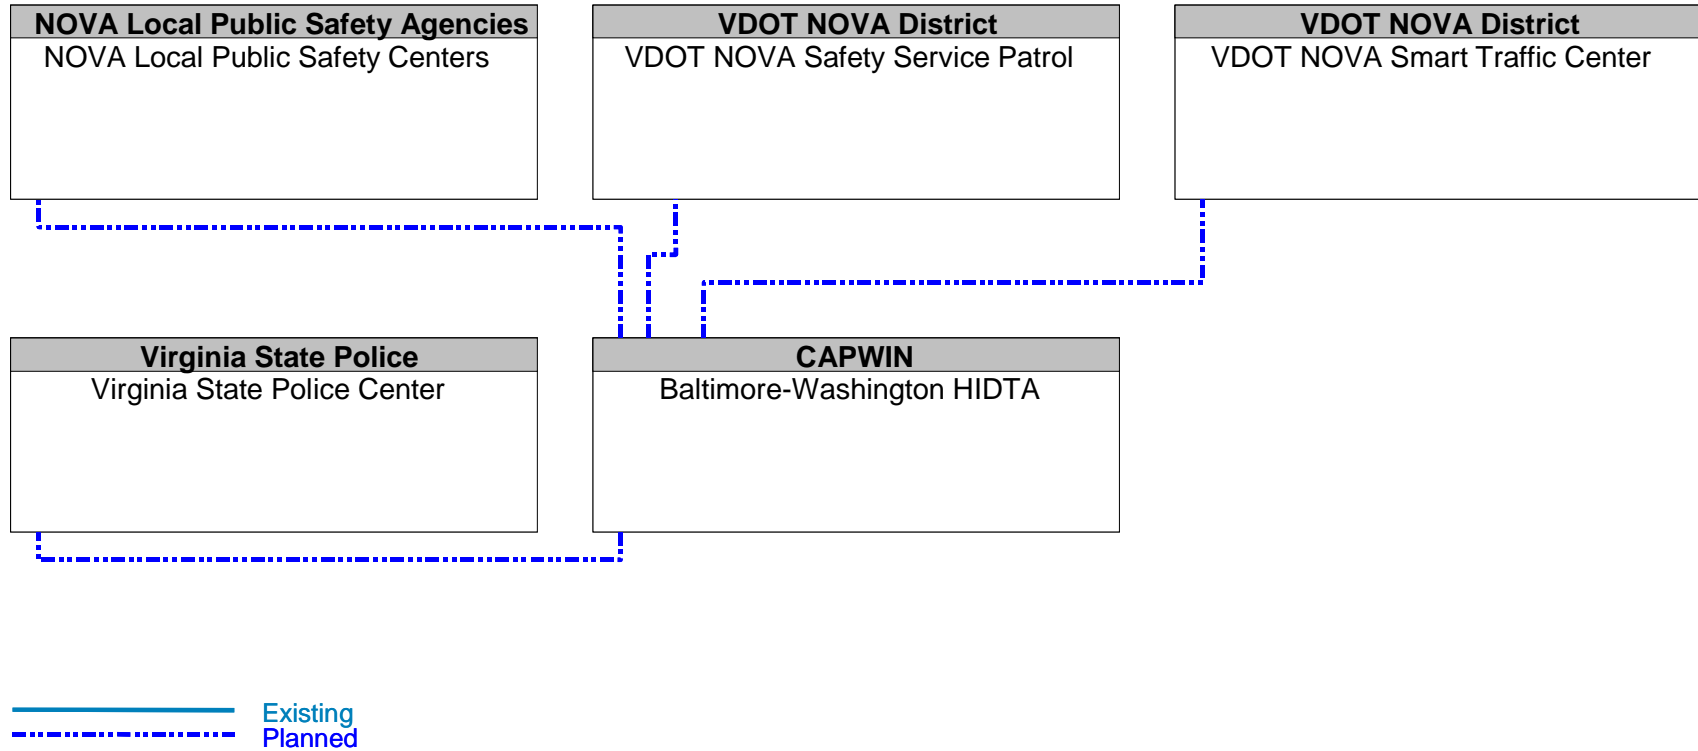 NOVA Local Public Safety Agencies
NOVA Local Public Safety Centers
VDOT NOVA District
VDOT NOVA Safety Service Patrol
VDOT NOVA District
VDOT NOVA Smart Traffic Center
Virginia State Police
Virginia State Police Center
CAPWIN
Baltimore-Washington HIDTA
Existing
Planned